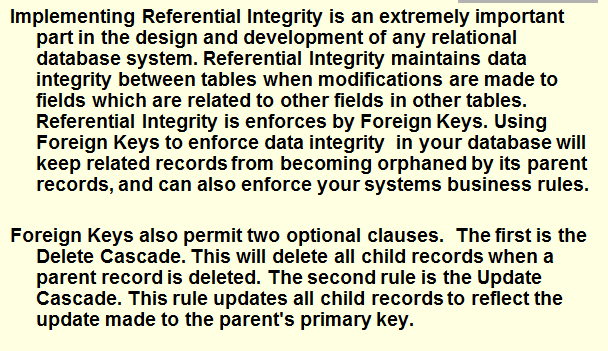 Implementing Referential Integrity is an extremely important
part in the design and development of any relational
database system. Referential Integrity maintains data
integrity between tables when modifications are made to
fields which are related to other fields in other tables.
Referential Integrity is enforces by Foreign Keys. Using
Foreign Keys to enforce data integrity  in your database will
keep related records from becoming orphaned by its parent
records, and can also enforce your systems business rules.
Foreign Keys also permit two optional clauses.  The first is the
Delete Cascade. This will delete all child records when a
parent record is deleted. The second rule is the Update
Cascade. This rule updates all child records to reflect the
update made to the parent's primary key.